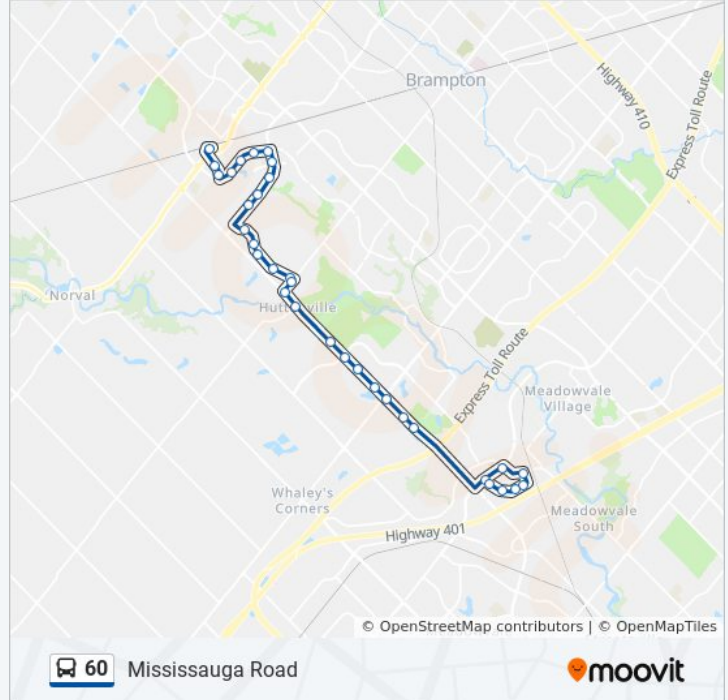 Brampton
Highway 410
Express Toll Route
Norval
Huttonville
Express Toll Route
Meadowvale
Village
Whaley's
Corners
Meadowvale
South
Highway 401
© OpenStreetMap contributors | © OpenMapTiles
60 Mississauga Road
moovit